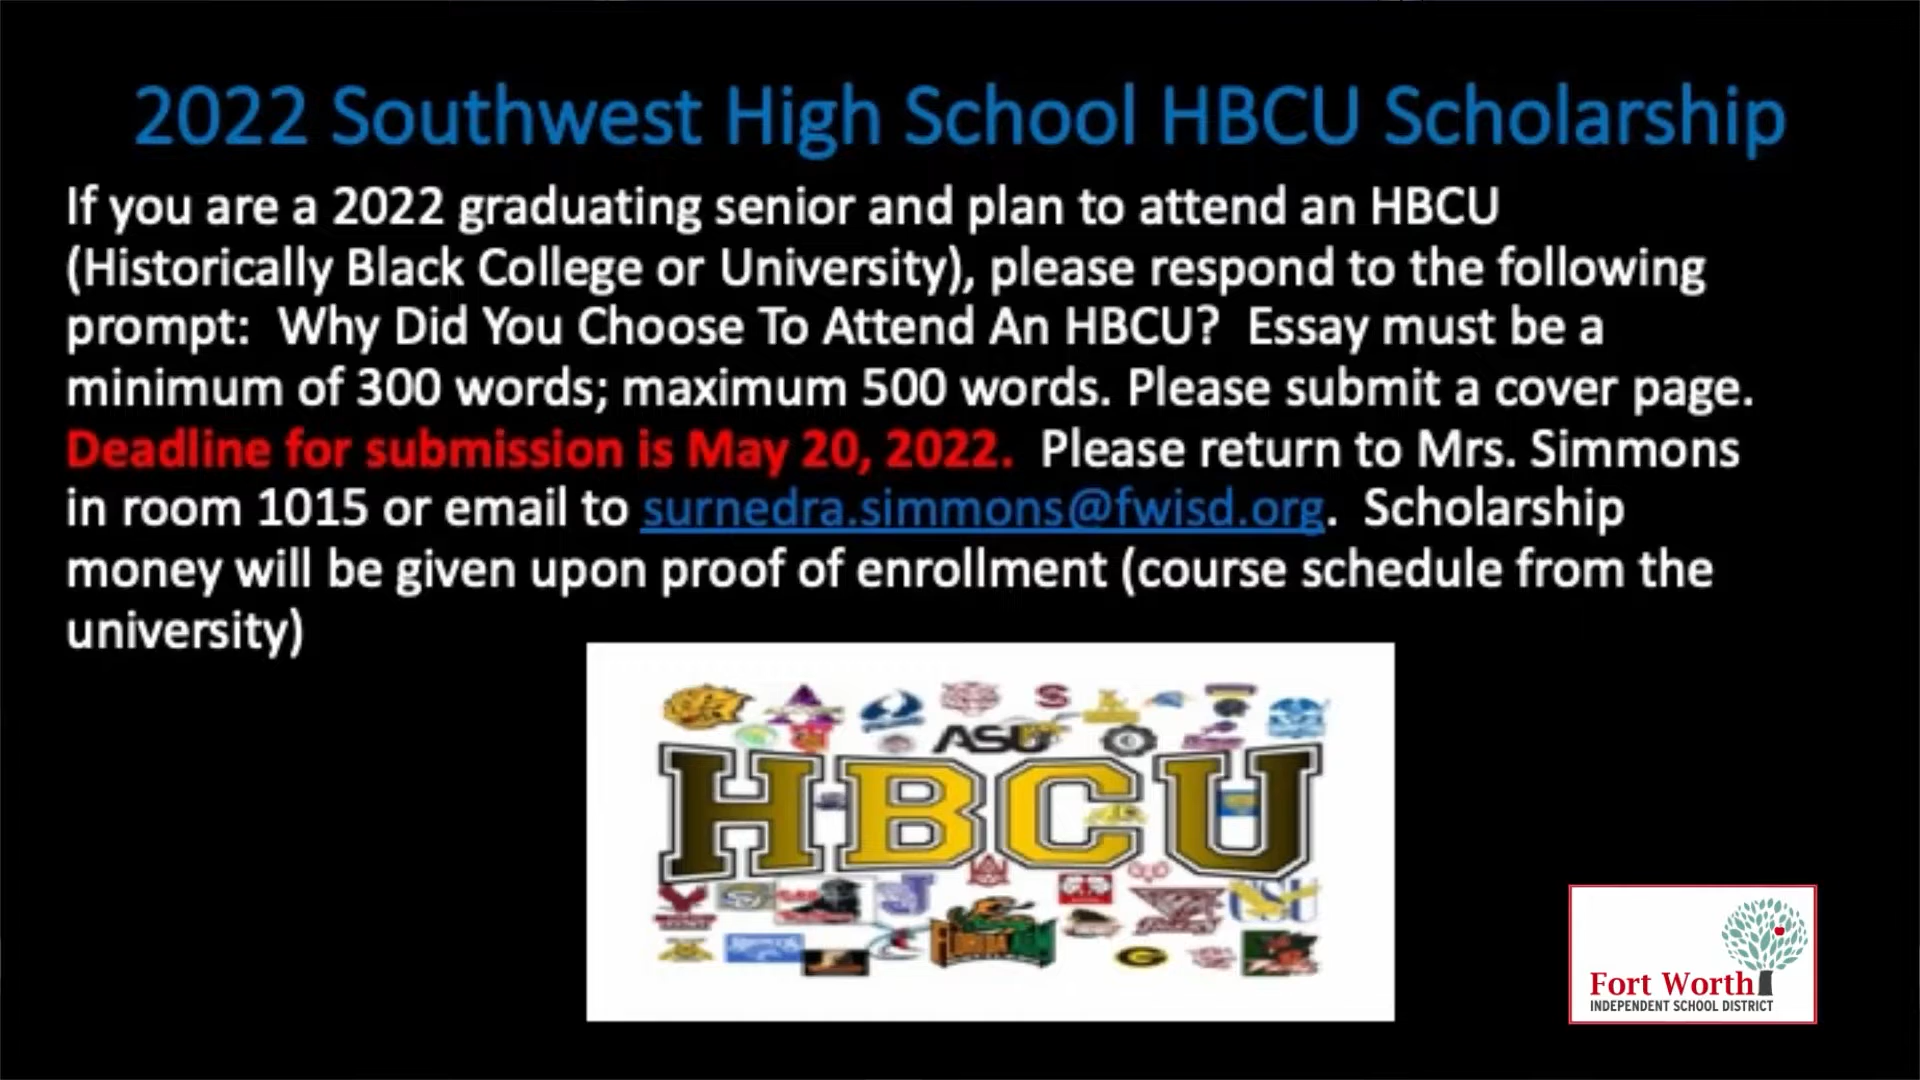 2022 Southwest High School HBCU Scholarship
If you are a 2022 graduating senior and plan to attend an HBCU
(Historically Black College or University), please respond to the following
prompt:  Why Did You Choose To Attend An HBCU?  Essay must be a
minimum of 300 words; maximum 500 words. Please submit a cover page.
Deadline for submission is May 20, 2022.  Please return to Mrs. Simmons
in room 1015 or email to surnedra.simmons@fwisd.org.  Scholarship
money will be given upon proof of enrollment (course schedule from the
university)
ASU
HBCU
Fort Worth
INDEPENDENT SCHOOL DISTRICT